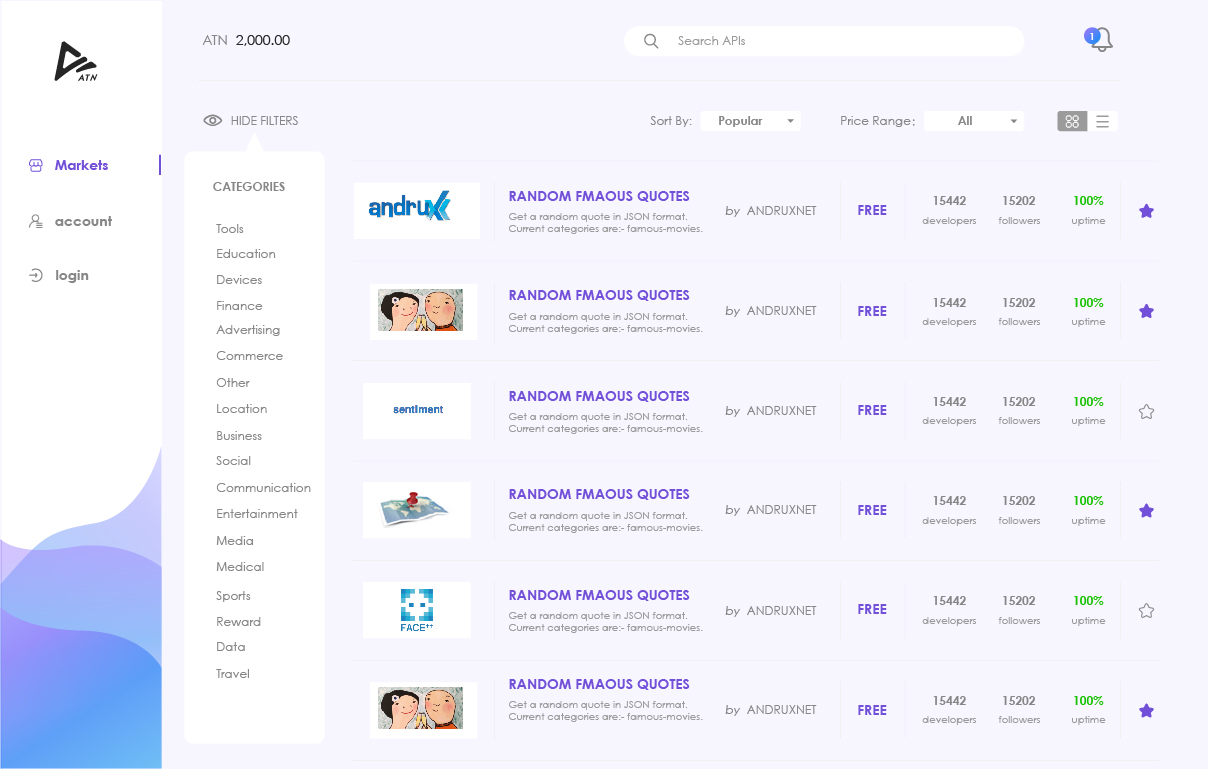 ATN 2,000.00
Search APIs
1
ATN
HIDE FILTERS
Sort By: Popular
Price Range: All
Markets
account
login
CATEGORIES
Tools
Education
Devices
Finance
Advertising
Commerce
Other
Location
Business
Social
Communication
Entertainment
Media
Medical
Sports
Reward
Data
Travel
andrux
RANDOM FMAOUS QUOTES
Get a random quote in JSON format.
Current categories are:- famous-movies.
by ANDRUXNET
FREE
15442 15202 100%
developers followers uptime
RANDOM FMAOUS QUOTES
Get a random quote in JSON format.
Current categories are:- famous-movies.
by ANDRUXNET
FREE
15442 15202 100%
developers followers uptime
sentiment
RANDOM FMAOUS QUOTES
Get a random quote in JSON format.
Current categories are:- famous-movies.
by ANDRUXNET
FREE
15442 15202 100%
developers followers uptime
RANDOM FMAOUS QUOTES
Get a random quote in JSON format.
Current categories are:- famous-movies.
by ANDRUXNET
FREE
15442 15202 100%
developers followers uptime
FACE++
RANDOM FMAOUS QUOTES
Get a random quote in JSON format.
Current categories are:- famous-movies.
by ANDRUXNET
FREE
15442 15202 100%
developers followers uptime
RANDOM FMAOUS QUOTES
Get a random quote in JSON format.
Current categories are:- famous-movies.
by ANDRUXNET
FREE
15442 15202 100%
developers followers uptime